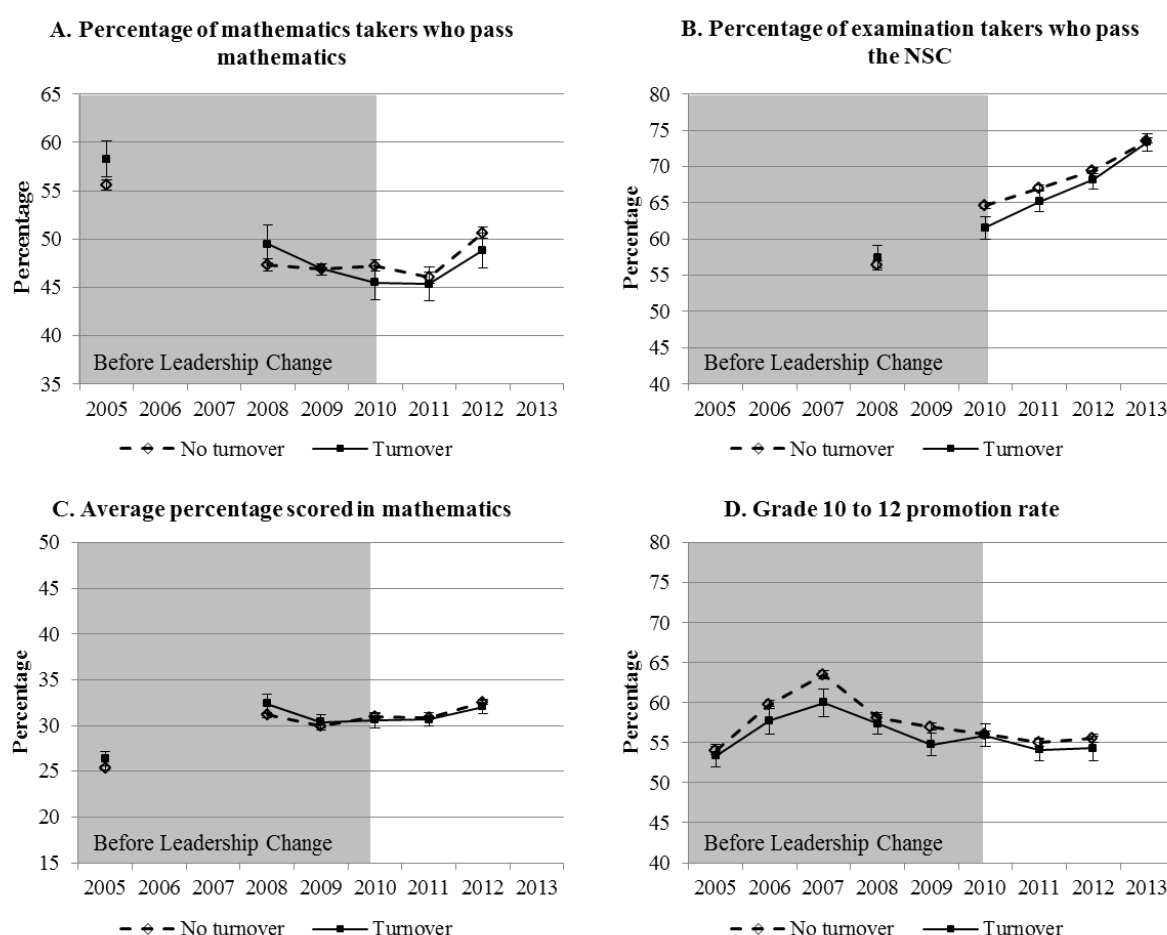 A. Percentage of mathematics takers who pass
mathematics
65
60
55
50
45
40
35
Percentage
Before Leadership Change
2005 2006 2007 2008 2009 2010 2011 2012 2013
No turnover Turnover
B. Percentage of examination takers who pass
the NSC
80
75
70
65
60
55
50
45
40
Percentage
Before Leadership Change
2005 2006 2007 2008 2009 2010 2011 2012 2013
No turnover Turnover
C. Average percentage scored in mathematics
50
45
40
35
30
25
20
15
Percentage
Before Leadership Change
2005 2006 2007 2008 2009 2010 2011 2012 2013
No turnover Turnover
D. Grade 10 to 12 promotion rate
80
75
70
65
60
55
50
45
40
Percentage
Before Leadership Change
2005 2006 2007 2008 2009 2010 2011 2012 2013
No turnover Turnover